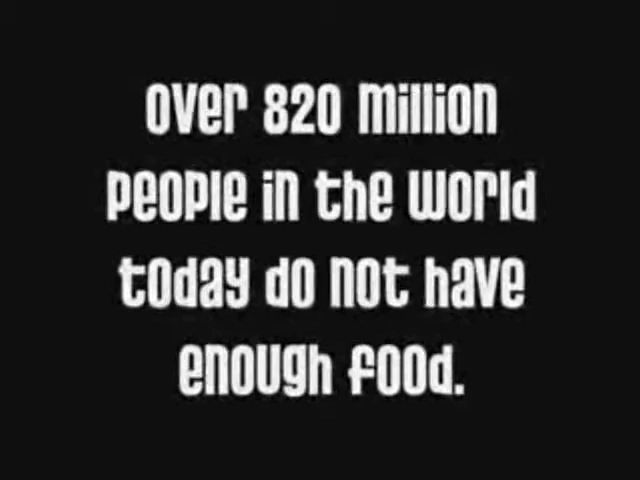 Over 820 million
people in the world
today do not have
enough food.